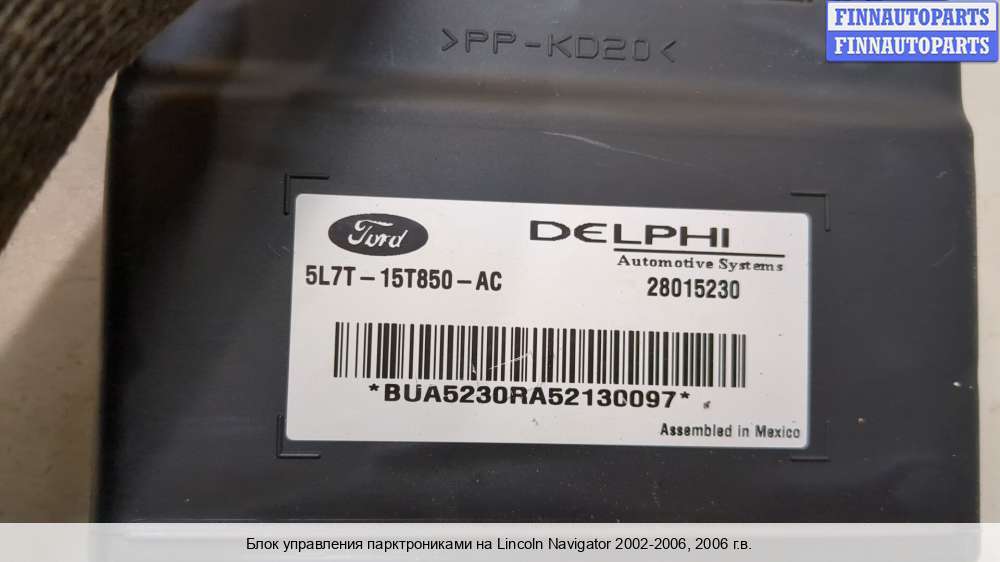 FINNAUTOPARTS
FINNAUTOPARTS
>PP-KD20<
Ford
DELPHI
Automotive Systems
5L7T-15T850-AC
28015230
*BUA5230RA52130097*
Assembled in Mexico
Блок управления парктрониками на Lincoln Navigator 2002-2006, 2006 г.в.